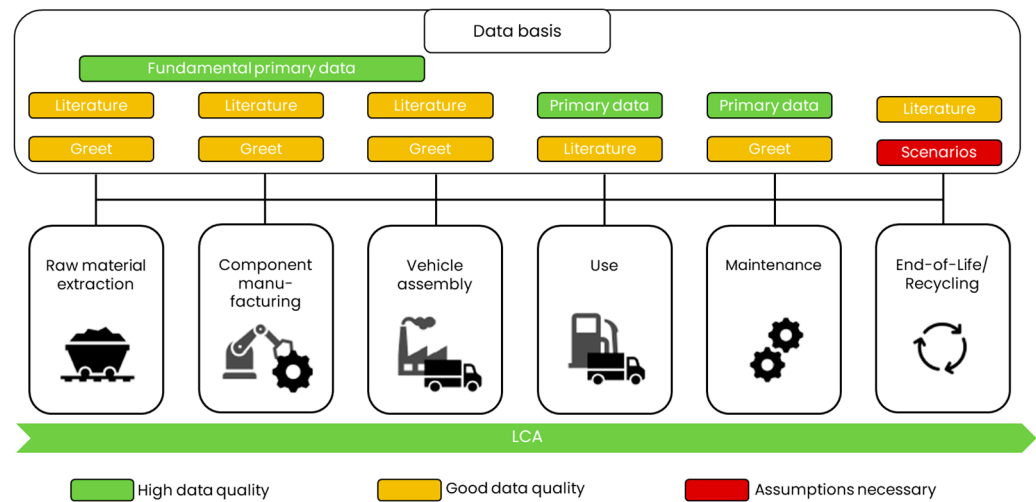 Data basis
Fundamental primary data
Literature
Literature
Literature
Primary data
Primary data
Literature
Greet
Greet
Greet
Literature
Greet
Scenarios
Raw material
extraction
Component
manu-
facturing
Vehicle
assembly
Use
Maintenance
End-of-Life/
Recycling
LCA
High data quality
Good data quality
Assumptions necessary